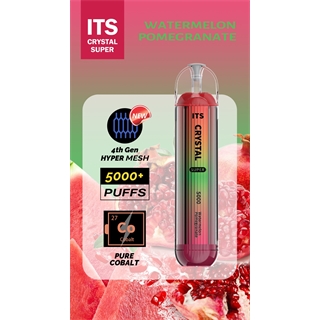 ITS
CRYSTAL
SUPER
WATERMELON
POMEGRANATE
NEW
4th Gen
HYPER MESH
5000+
PUFFS
27
Co
Cobalt
PURE
COBALT
ITS
CRYSTAL
SUPER
5000